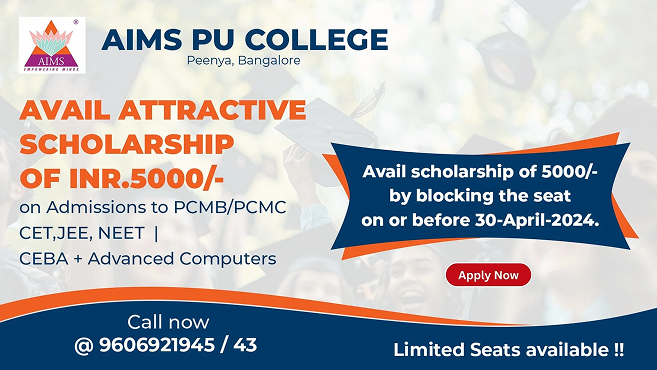 ®
AIMS
EMPOWERING MINDS
AIMS PU COLLEGE
Peenya, Bangalore
AVAIL ATTRACTIVE
SCHOLARSHIP
OF INR.5000/-
on Admissions to PCMB/PCMC
CET,JEE, NEET |
CEBA + Advanced Computers
Avail scholarship of 5000/-
by blocking the seat
on or before 30-April-2024.
Apply Now
Call now
@ 9606921945 / 43
Limited Seats available !!